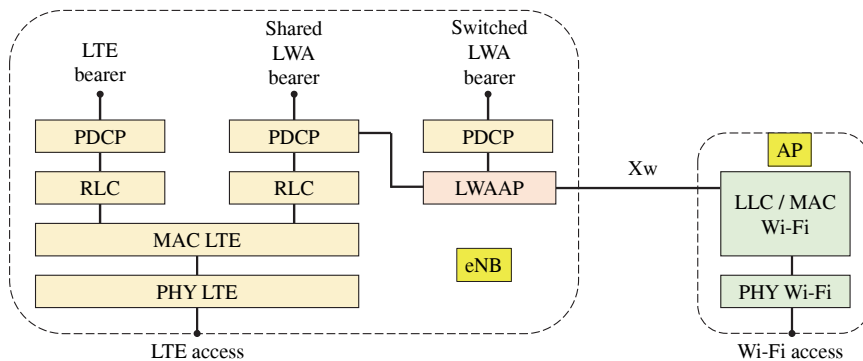 LTE
bearer
Shared
LWA
bearer
Switched
LWA
bearer
PDCP
PDCP
PDCP
AP
RLC
RLC
LWAAP
Xw
LLC / MAC
Wi-Fi
MAC LTE
eNB
PHY LTE
PHY Wi-Fi
LTE access
Wi-Fi access